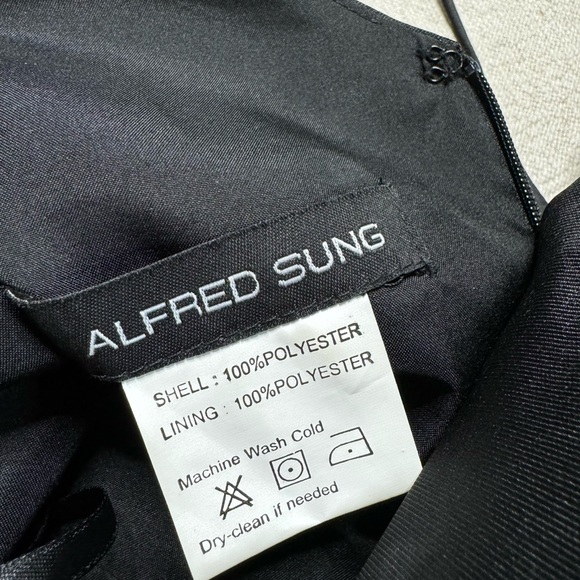 ALFRED SUNG
SHELL : 100%POLYESTER
LINING : 100%POLYESTER
Machine Wash Cold
Dry-clean if needed